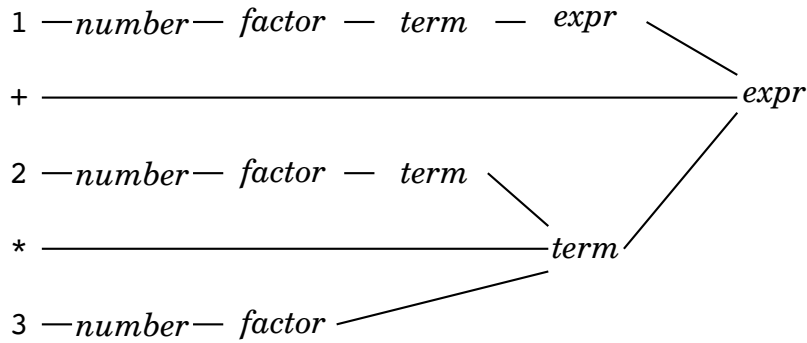 1 number factor term expr
+ expr
2 number factor term
* term
3 number factor